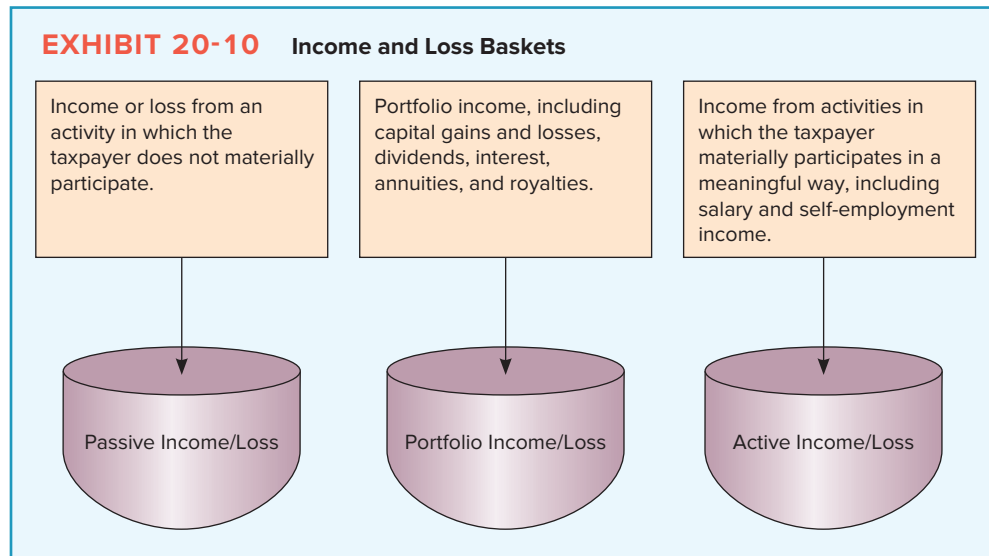 EXHIBIT 20-10 Income and Loss Baskets
Income or loss from an
activity in which the
taxpayer does not materially
participate.
Portfolio income, including
capital gains and losses,
dividends, interest,
annuities, and royalties.
Income from activities in
which the taxpayer
materially participates in a
meaningful way, including
salary and self-employment
income.
Passive Income/Loss
Portfolio Income/Loss
Active Income/Loss